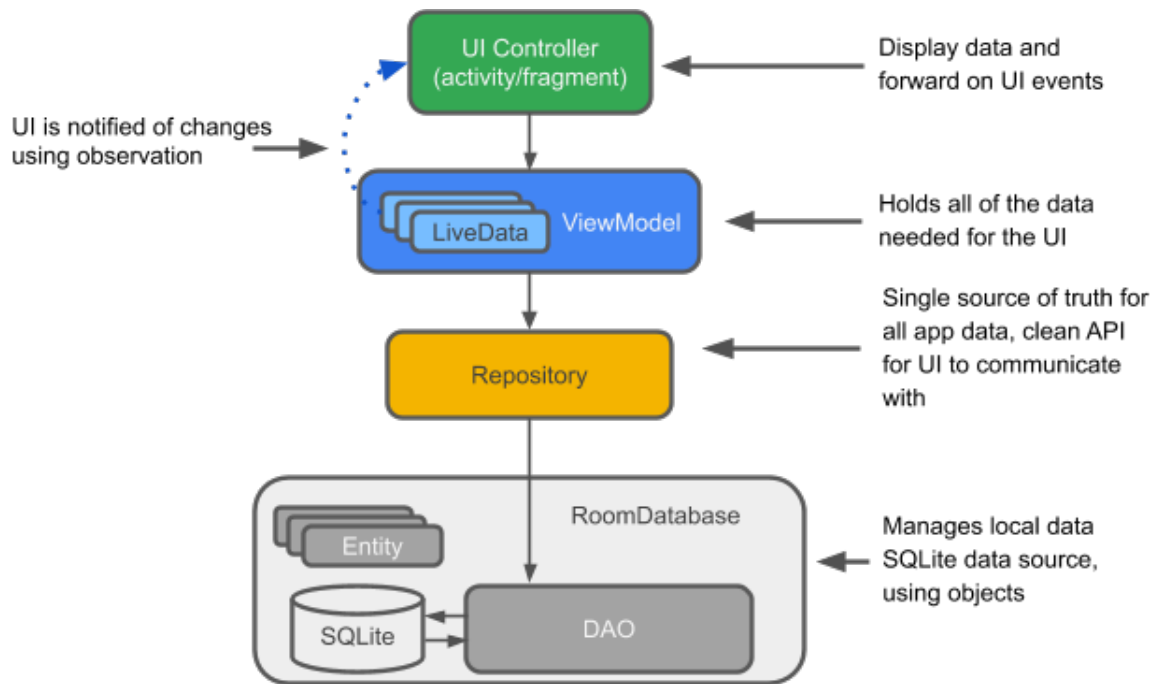 UI Controller
(activity/fragment)
Display data and
forward on UI events
UI is notified of changes
using observation
LiveData
ViewModel
Holds all of the data
needed for the UI
Single source of truth for
all app data, clean API
for UI to communicate
with
Repository
RoomDatabase
Entity
SQLite
DAO
Manages local data
SQLite data source,
using objects